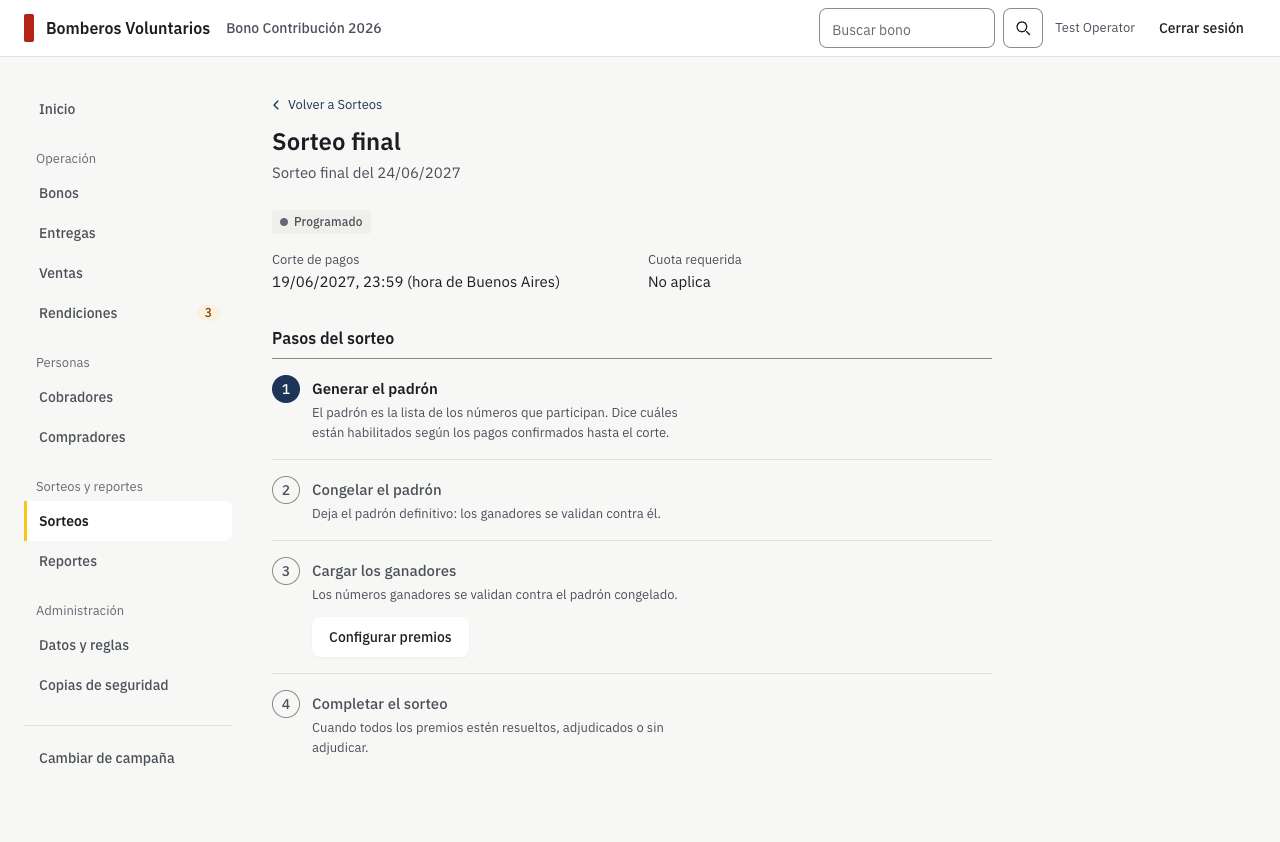 Bomberos Voluntarios
Bono Contribución 2026
Buscar bono
Test Operator
Cerrar sesión
Inicio
Operación
Bonos
Entregas
Ventas
Rendiciones 3
Personas
Cobradores
Compradores
Sorteos y reportes
Sorteos
Reportes
Administración
Datos y reglas
Copias de seguridad
Cambiar de campaña
Volver a Sorteos
Sorteo final
Sorteo final del 24/06/2027
Programado
Corte de pagos
19/06/2027, 23:59 (hora de Buenos Aires)
Cuota requerida
No aplica
Pasos del sorteo
1 Generar el padrón
El padrón es la lista de los números que participan. Dice cuáles
están habilitados según los pagos confirmados hasta el corte.
2 Congelar el padrón
Deja el padrón definitivo: los ganadores se validan contra él.
3 Cargar los ganadores
Los números ganadores se validan contra el padrón congelado.
Configurar premios
4 Completar el sorteo
Cuando todos los premios estén resueltos, adjudicados o sin
adjudicar.